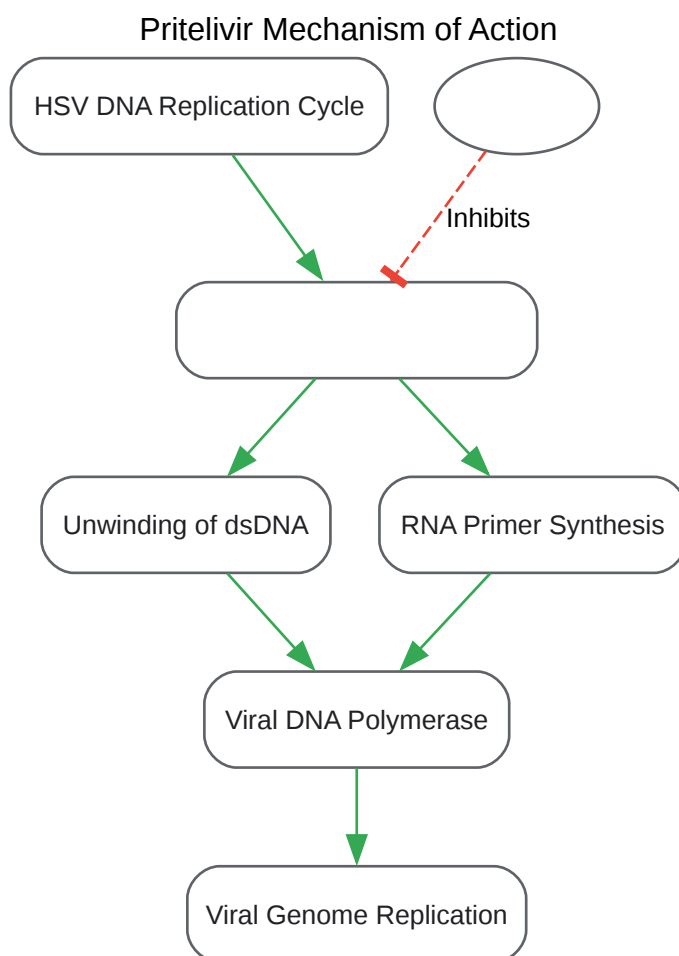 Pritelivir Mechanism of Action
HSV DNA Replication Cycle
Inhibits
Unwinding of dsDNA
RNA Primer Synthesis
Viral DNA Polymerase
Viral Genome Replication